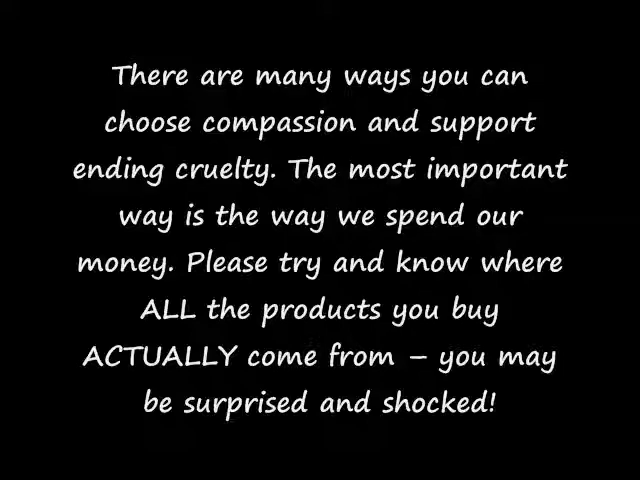 There are many ways you can
choose compassion and support
ending cruelty. The most important
way is the way we spend our
money. Please try and know where
ALL the products you buy
ACTUALLY come from – you may
be surprised and shocked!